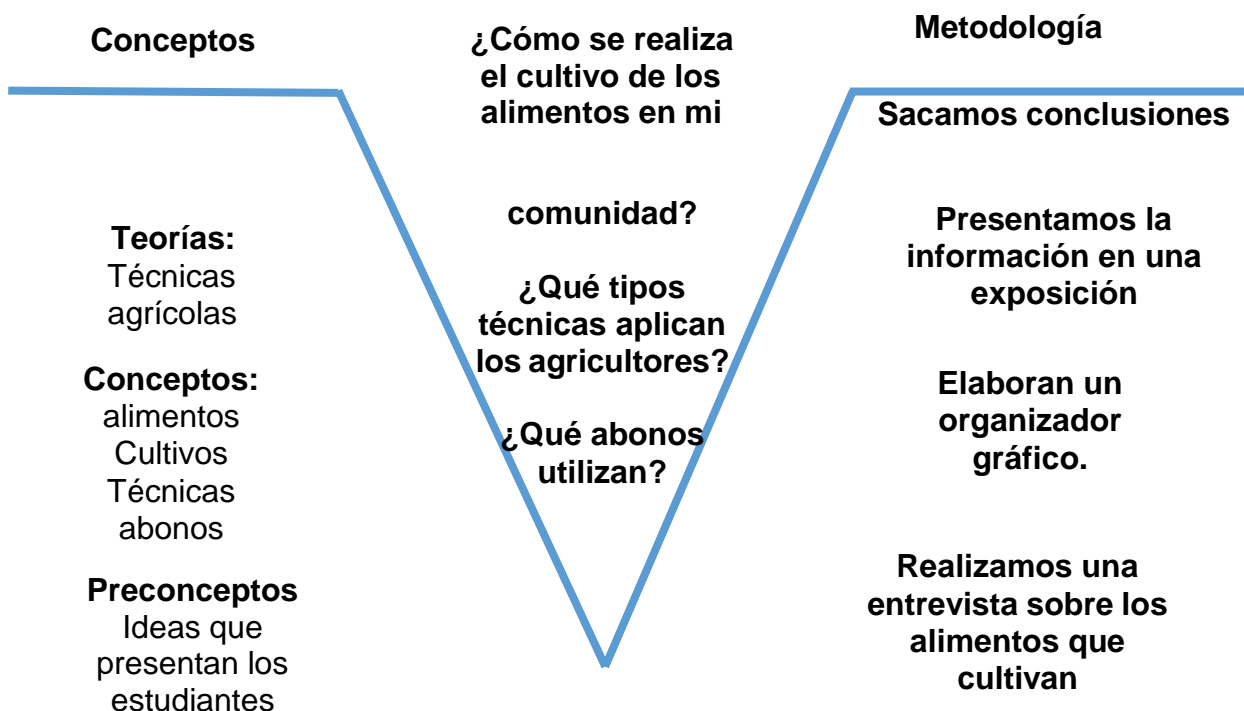 Conceptos
Teorías:
Técnicas
agrícolas
Conceptos:
alimentos
Cultivos
Técnicas
abonos
Preconceptos
Ideas que
presentan los
estudiantes
¿Cómo se realiza
el cultivo de los
alimentos en mi
comunidad?
¿Qué tipos
técnicas aplican
los agricultores?
¿Qué abonos
utilizan?
Metodología
Sacamos conclusiones
Presentamos la
información en una
exposición
Elaboran un
organizador
gráfico.
Realizamos una
entrevista sobre los
alimentos que
cultivan